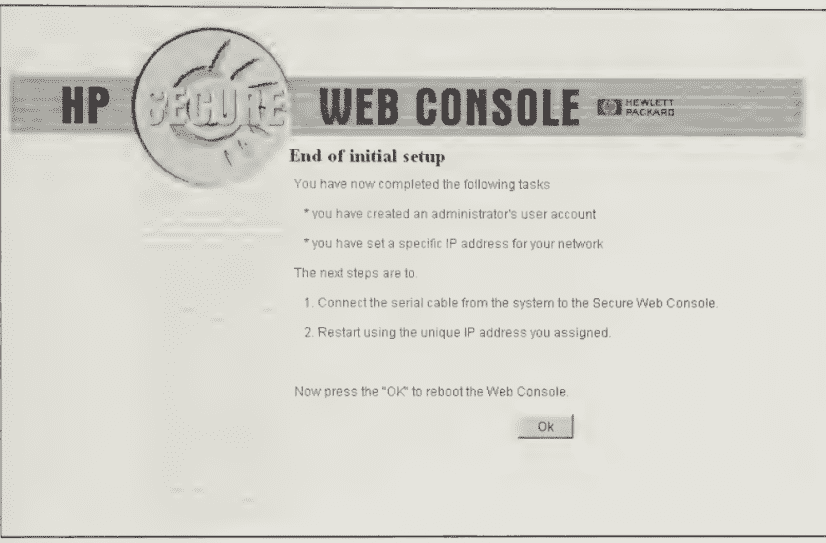 HP SECURE WEB CONSOLE hp HEWLETT
PACKARD
End of initial setup
You have now completed the following tasks
* you have created an administrator's user account
* you have set a specific IP address for your network
The next steps are to.
1. Connect the serial cable from the system to the Secure Web Console.
2. Restart using the unique IP address you assigned.
Now press the "OK" to reboot the Web Console.
Ok